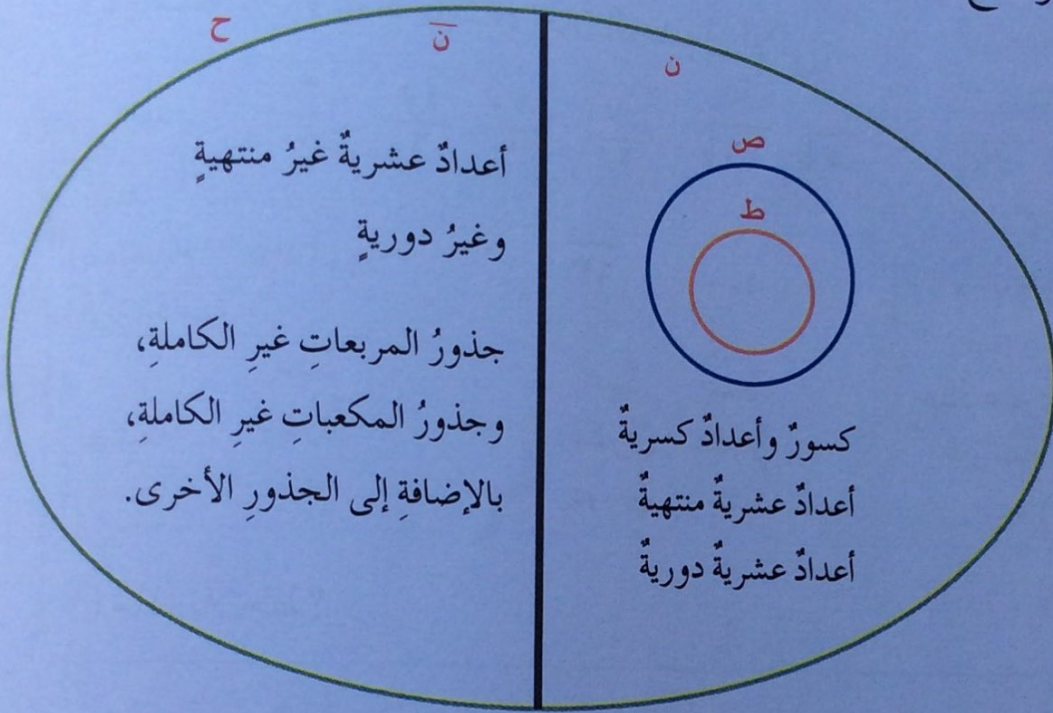 ن
ص
ط
كسورٌ وأعدادٌ كسريةٌ
أعدادٌ عشريةٌ منتهيةٌ
أعدادٌ عشريةٌ دوريةٌ
ح
نَ̄
أعدادٌ عشريةٌ غيرُ منتهيةٍ
وغيرُ دوريةٍ
جذورُ المربعاتِ غيرِ الكاملةِ،
وجذورُ المكعباتِ غيرِ الكاملةِ،
بالإضافةِ إلى الجذورِ الأخرى.